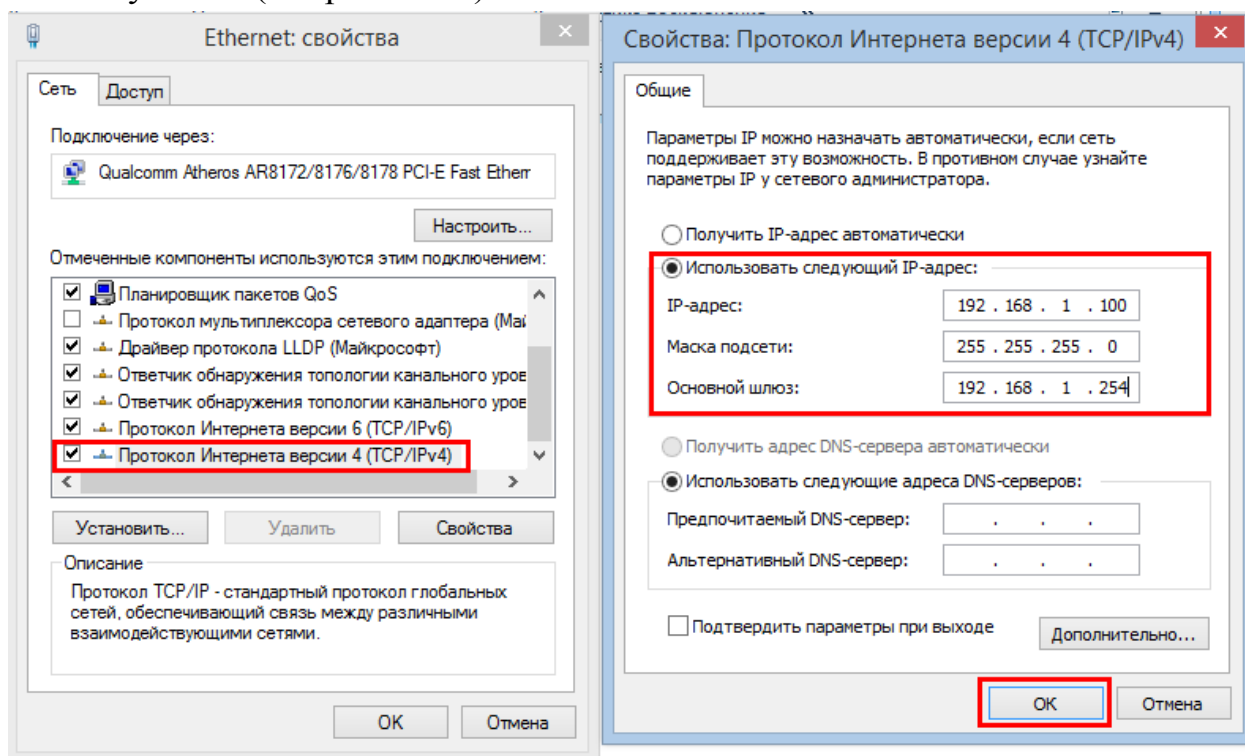 Ethernet: свойства
Сеть
Доступ
Подключение через:
Qualcomm Atheros AR8172/8176/8178 PCI-E Fast Ethern
Настроить...
Отмеченные компоненты используются этим подключением:
Планировщик пакетов QoS
Протокол мультиплексора сетевого адаптера (Май
Драйвер протокола LLDP (Майкрософт)
Ответчик обнаружения топологии канального уров
Ответчик обнаружения топологии канального уров
Протокол Интернета версии 6 (TCP/IPv6)
Протокол Интернета версии 4 (TCP/IPv4)
Установить...
Удалить
Свойства
Описание
Протокол TCP/IP - стандартный протокол глобальных
сетей, обеспечивающий связь между различными
взаимодействующими сетями.
OK
Отмена
Свойства: Протокол Интернета версии 4 (TCP/IPv4)
Общие
Параметры IP можно назначать автоматически, если сеть
поддерживает эту возможность. В противном случае узнайте
параметры IP у сетевого администратора.
Получить IP-адрес автоматически
Использовать следующий IP-адрес:
IP-адрес:
192 . 168 . 1 . 100
Маска подсети:
255 . 255 . 255 . 0
Основной шлюз:
192 . 168 . 1 . 254
Получить адрес DNS-сервера автоматически
Использовать следующие адреса DNS-серверов:
Предпочитаемый DNS-сервер:
. . .
Альтернативный DNS-сервер:
. . .
Подтвердить параметры при выходе
Дополнительно...
OK
Отмена